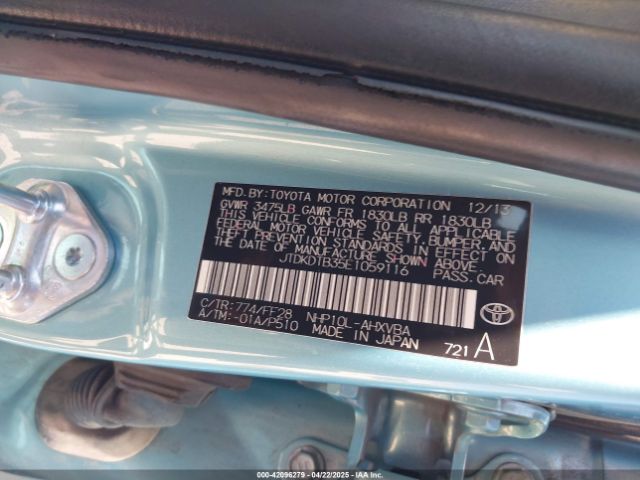 MFD. BY: TOYOTA MOTOR CORPORATION 12/13
GVWR 3475LB GAWR FR 1830LB RR 1830LB
THIS VEHICLE CONFORMS TO ALL APPLICABLE
FEDERAL MOTOR VEHICLE SAFETY, BUMPER, AND
THEFT PREVENTION STANDARDS IN EFFECT ON
THE DATE OF MANUFACTURE SHOWN ABOVE.
JTDKDTB35E1059116 PASS. CAR
C/TR: 774/FF28 NHP10L-AHXVBA
A/TM: -01A/P510 MADE IN JAPAN
721 A
000-42096279 - 04/22/2025 - IAAI.COM